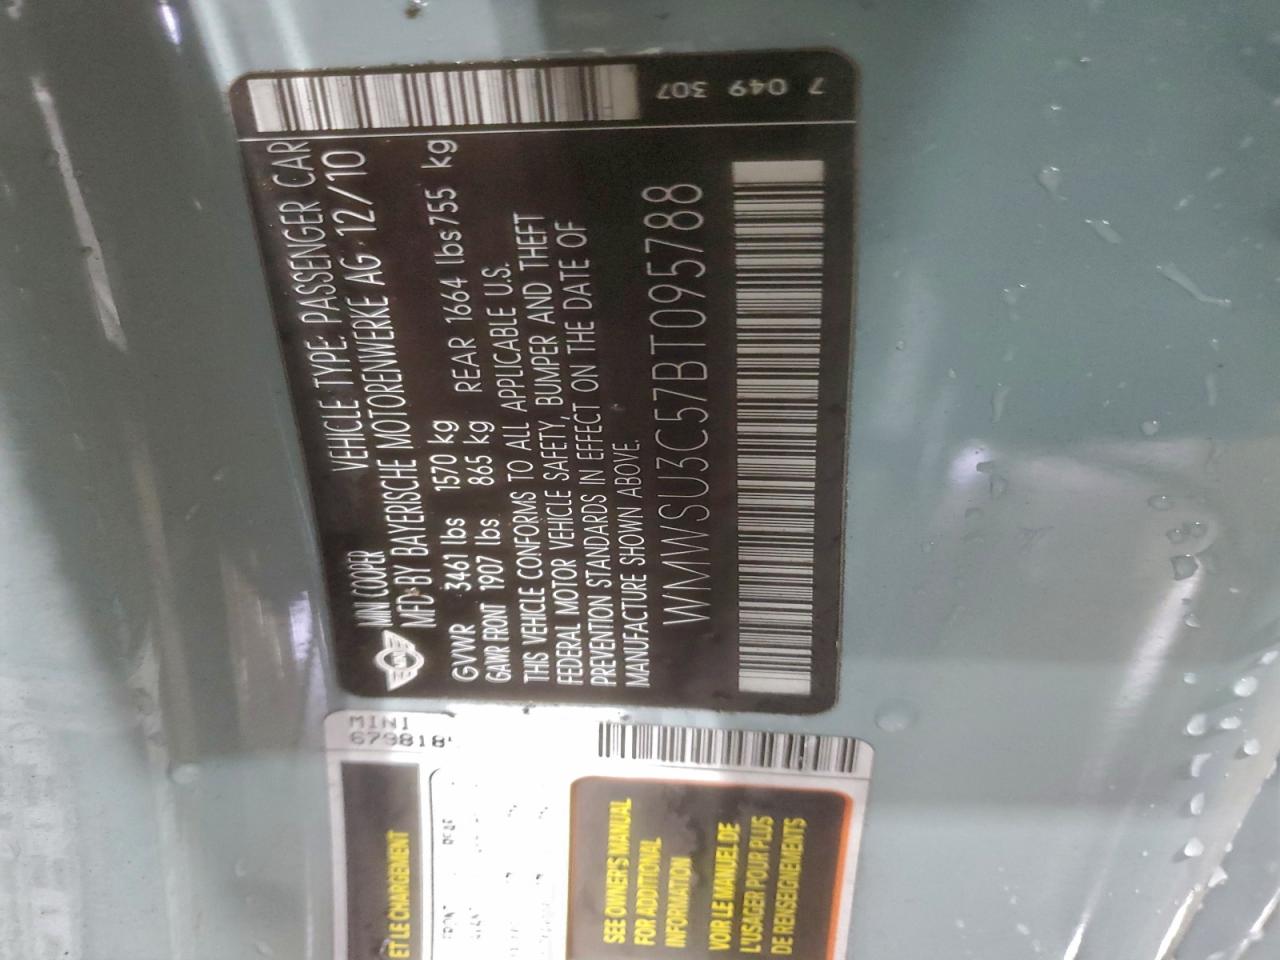 7 049 307
MINI COOPER VEHICLE TYPE: PASSENGER CAR
MFD BY BAYERISCHE MOTORENWERKE AG 12/10
GVWR 3461 lbs 1570 kg
GAWR FRONT 1907 lbs 865 kg REAR 1664 lbs 755 kg
THIS VEHICLE CONFORMS TO ALL APPLICABLE U.S.
FEDERAL MOTOR VEHICLE SAFETY, BUMPER AND THEFT
PREVENTION STANDARDS IN EFFECT ON THE DATE OF
MANUFACTURE SHOWN ABOVE.
WMWSU3C57BT095788
MINI
679818
ET LE CHARGEMENT
FRONT REAR
SEE OWNER'S MANUAL
FOR ADDITIONAL
INFORMATION
VOIR LE MANUEL DE
L'USAGER POUR PLUS
DE RENSEIGNEMENTS